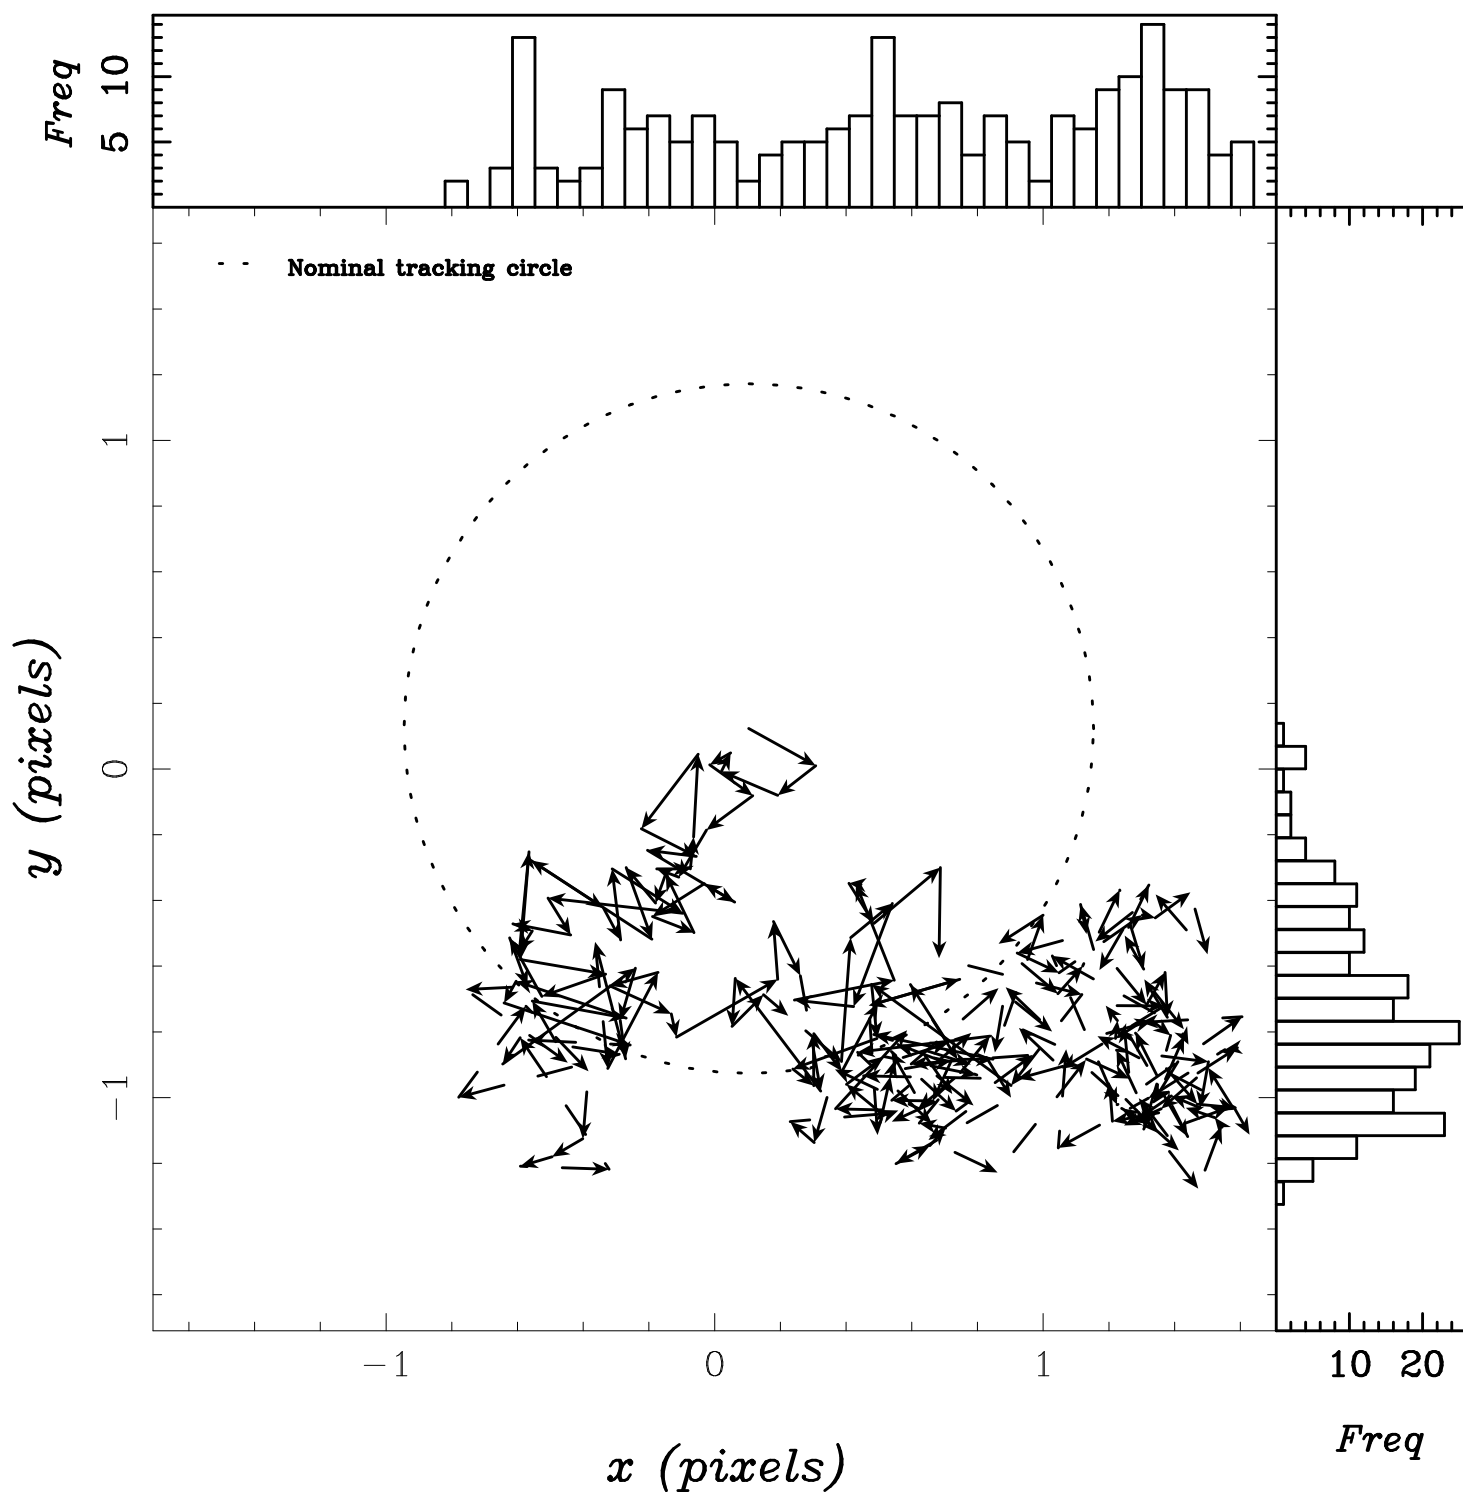 Freq
10
5
Nominal tracking circle
y (pixels)
1
0
−1
−1 0 1
x (pixels)
10 20
Freq